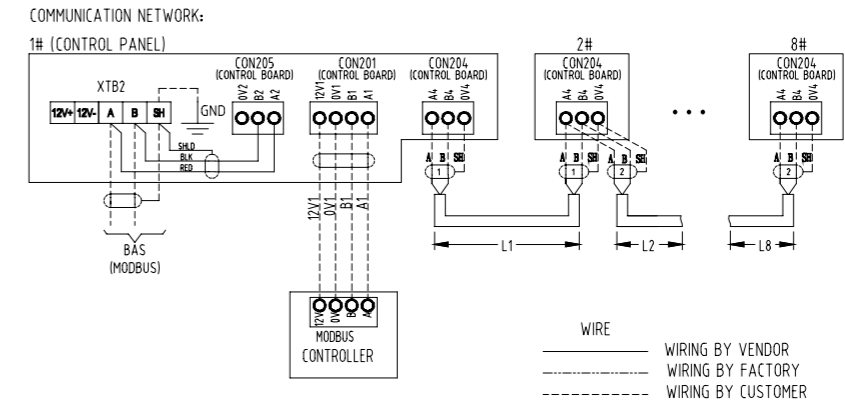 COMMUNICATION NETWORK:
1# (CONTROL PANEL)
2#
8#
XTB2
CON205
(CONTROL BOARD)
CON201
(CONTROL BOARD)
CON204
(CONTROL BOARD)
CON204
(CONTROL BOARD)
CON204
(CONTROL BOARD)
12V+ 12V- A B SH
GND
0V2 B2 A2
12V1 0V1 B1 A1
A4 B4 0V4
A4 B4 0V4
A4 B4 0V4
SHLD
BLK
RED
A B SH
1
A B SH
1
A B SH
2
A B SH
2
12V1 0V1 B1 A1
BAS
(MODBUS)
L1
L2
L8
12V 0V B A
MODBUS
CONTROLLER
WIRE
WIRING BY VENDOR
WIRING BY FACTORY
WIRING BY CUSTOMER